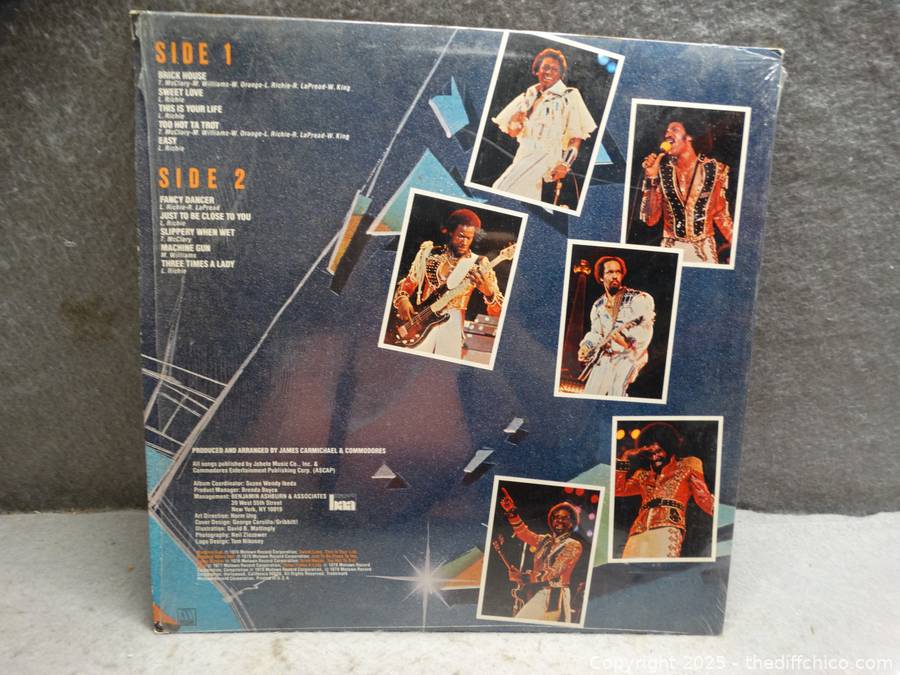 SIDE 1
BRICK HOUSE
T. McClary-M. Williams-W. Orange-L. Richie-R. LaPread-W. King
SWEET LOVE
L. Richie
THIS IS YOUR LIFE
L. Richie
TOO HOT TA TROT
T. McClary-M. Williams-W. Orange-L. Richie-R. LaPread-W. King
EASY
L. Richie
SIDE 2
FANCY DANCER
L. Richie-R. LaPread
JUST TO BE CLOSE TO YOU
L. Richie
SLIPPERY WHEN WET
T. McClary
MACHINE GUN
M. Williams
THREE TIMES A LADY
L. Richie
PRODUCED AND ARRANGED BY JAMES CARMICHAEL & COMMODORES
All songs published by Jobete Music Co., Inc. &
Commodores Entertainment Publishing Corp. (ASCAP)
Album Coordinator: Suzee Wendy Ikeda
Product Manager: Brenda Boyce
Management: BENJAMIN ASHBURN & ASSOCIATES
39 West 55th Street
New York, NY 10019
Art Direction: Norm Ung
Cover Design: George Corsillo/Gribbitt!
Illustration: David B. Mattingly
Photography: Neil Zlozower
Logo Design: Tom Nikosey
Copyright 2025 - thediffchico.com